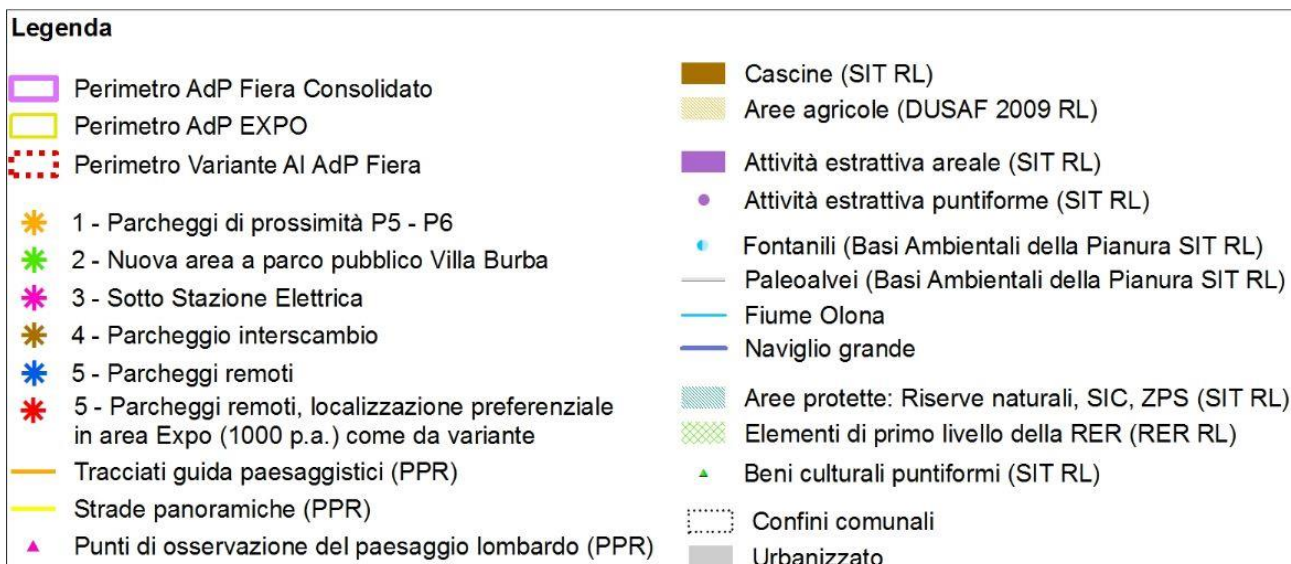 Legenda
Perimetro AdP Fiera Consolidato
Perimetro AdP EXPO
Perimetro Variante AI AdP Fiera
1 - Parcheggi di prossimità P5 - P6
2 - Nuova area a parco pubblico Villa Burba
3 - Sotto Stazione Elettrica
4 - Parcheggio interscambio
5 - Parcheggi remoti
5 - Parcheggi remoti, localizzazione preferenziale
in area Expo (1000 p.a.) come da variante
Tracciati guida paesaggistici (PPR)
Strade panoramiche (PPR)
Punti di osservazione del paesaggio lombardo (PPR)
Cascine (SIT RL)
Aree agricole (DUSAF 2009 RL)
Attività estrattiva areale (SIT RL)
Attività estrattiva puntiforme (SIT RL)
Fontanili (Basi Ambientali della Pianura SIT RL)
Paleoalvei (Basi Ambientali della Pianura SIT RL)
Fiume Olona
Naviglio grande
Aree protette: Riserve naturali, SIC, ZPS (SIT RL)
Elementi di primo livello della RER (RER RL)
Beni culturali puntiformi (SIT RL)
Confini comunali
Urbanizzato